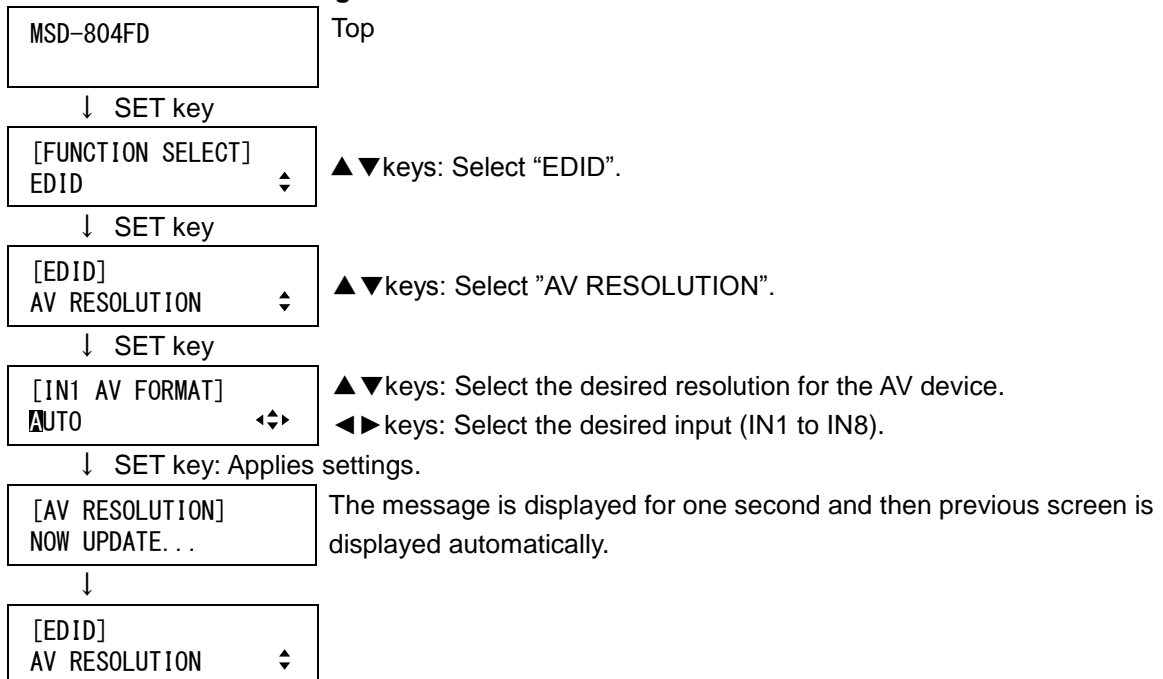 MSD-804FD
Top
↓ SET key
[FUNCTION SELECT]
EDID
▲▼keys: Select “EDID”.
↓ SET key
[EDID]
AV RESOLUTION
▲▼keys: Select ”AV RESOLUTION”.
↓ SET key
[IN1 AV FORMAT]
AUTO
▲▼keys: Select the desired resolution for the AV device.
◄►keys: Select the desired input (IN1 to IN8).
↓ SET key: Applies settings.
[AV RESOLUTION]
NOW UPDATE...
The message is displayed for one second and then previous screen is
displayed automatically.
↓
[EDID]
AV RESOLUTION